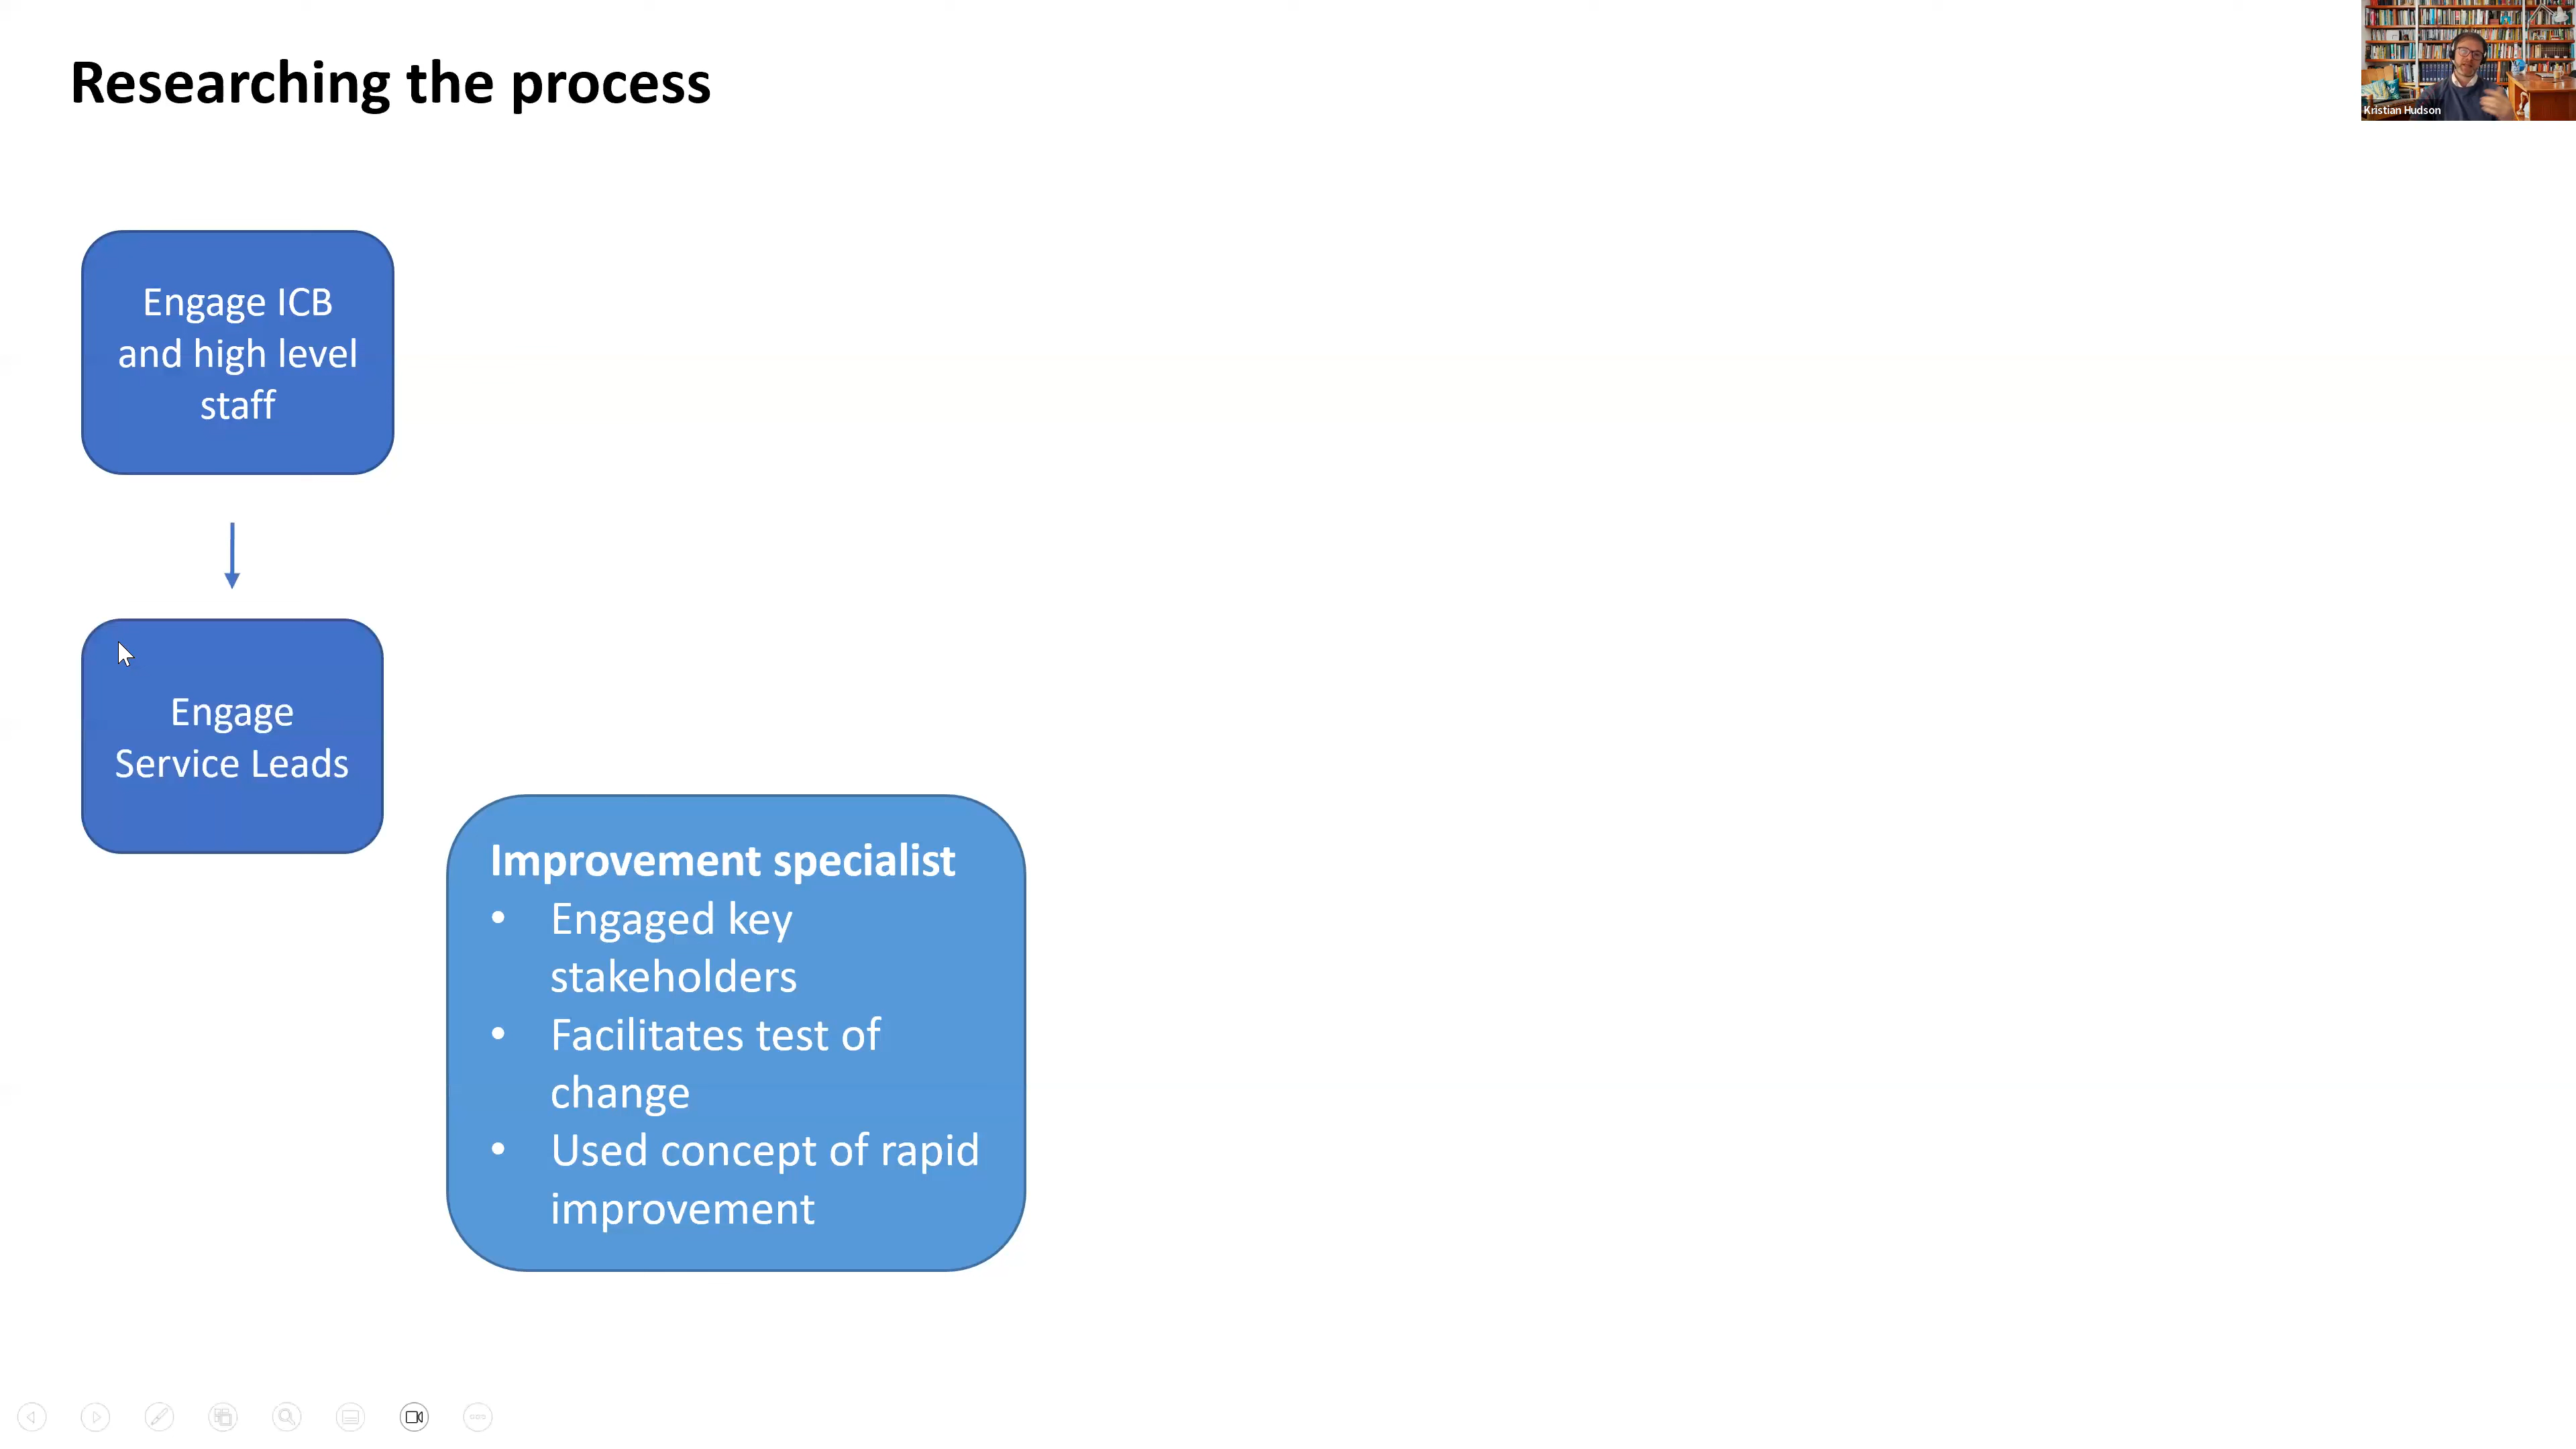 Researching the process
Kristian Hudson
Engage ICB
and high level
staff
Engage
Service Leads
Improvement specialist
• Engaged key
stakeholders
• Facilitates test of
change
• Used concept of rapid
improvement